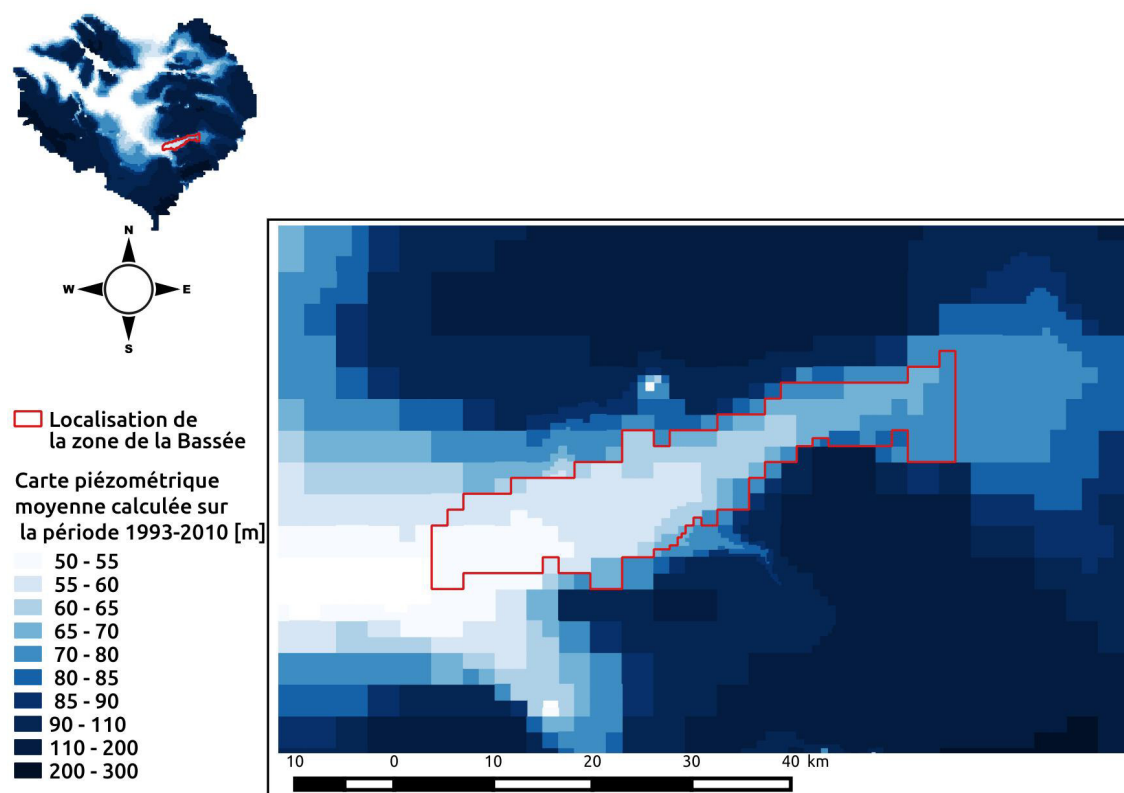 N
W
E
S
Localisation de
la zone de la Bassée
Carte piézométrique
moyenne calculée sur
la période 1993-2010 [m]
50 - 55
55 - 60
60 - 65
65 - 70
70 - 80
80 - 85
85 - 90
90 - 110
110 - 200
200 - 300
10 0 10 20 30 40 km